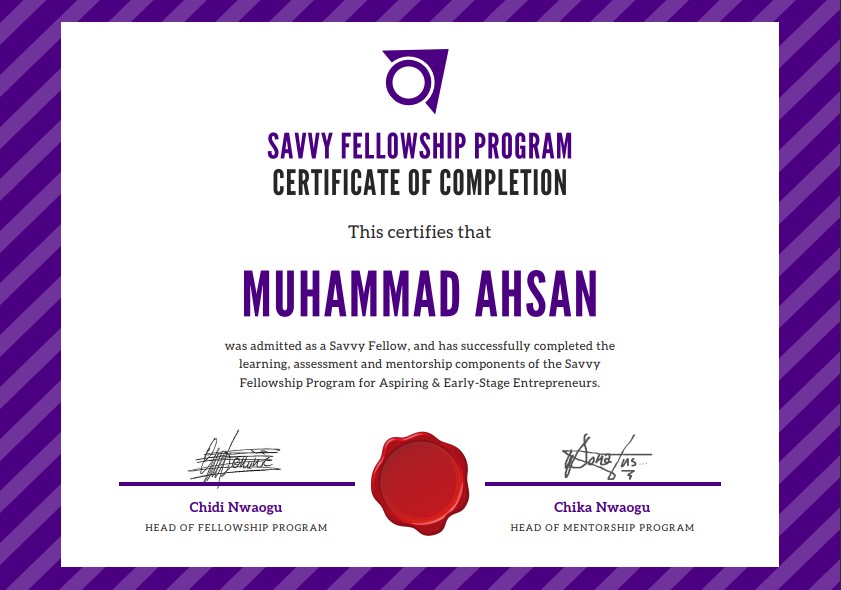 SAVVY FELLOWSHIP PROGRAM
CERTIFICATE OF COMPLETION
This certifies that
MUHAMMAD AHSAN
was admitted as a Savvy Fellow, and has successfully completed the
learning, assessment and mentorship components of the Savvy
Fellowship Program for Aspiring & Early-Stage Entrepreneurs.
Chidi Nwaogu
HEAD OF FELLOWSHIP PROGRAM
Chika Nwaogu
HEAD OF MENTORSHIP PROGRAM